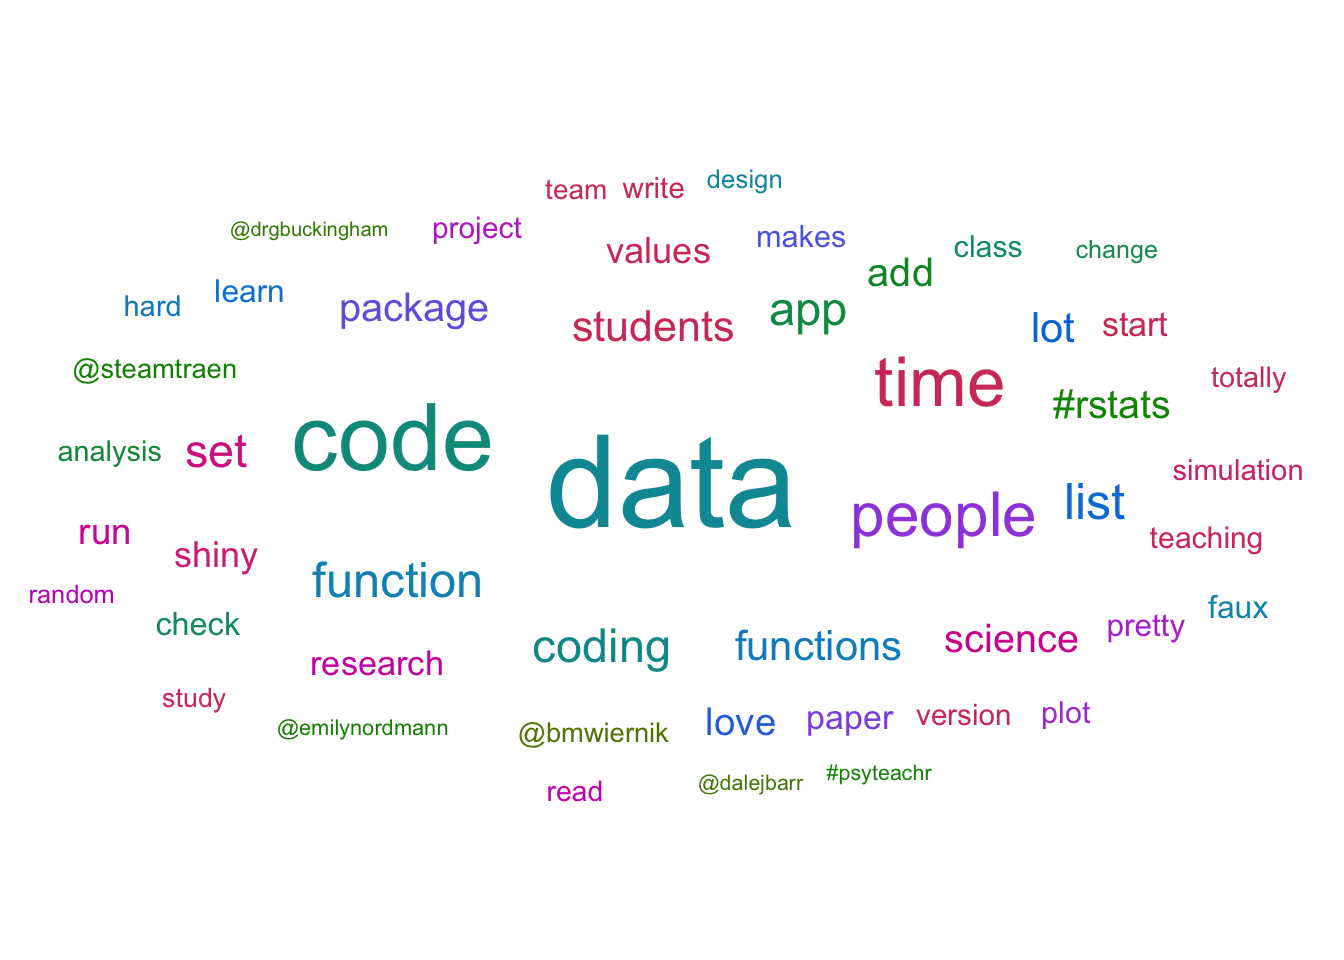 design
team
write
@drgbuckingham
project
makes
values
class
change
add
learn
hard
package
app
students
lot
start
@steamtraen
time
totally
#rstats
code
analysis
set
simulation
data
list
people
run
teaching
shiny
function
random
faux
check
pretty
science
coding
functions
research
study
plot
version
paper
love
@emilynordmann
@bmwiernik
#psyteachr
@dalejbarr
read